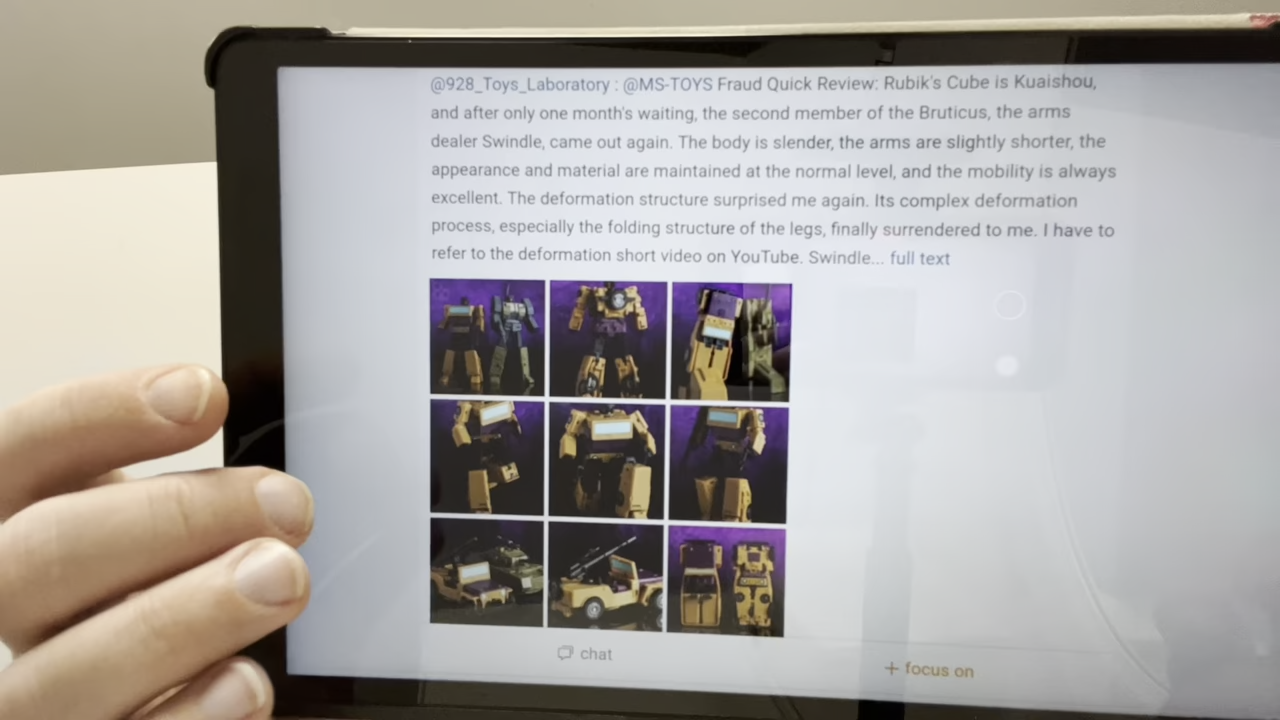 @928_Toys_Laboratory : @MS-TOYS Fraud Quick Review: Rubik's Cube is Kuaishou,
and after only one month's waiting, the second member of the Bruticus, the arms
dealer Swindle, came out again. The body is slender, the arms are slightly shorter, the
appearance and material are maintained at the normal level, and the mobility is always
excellent. The deformation structure surprised me again. Its complex deformation
process, especially the folding structure of the legs, finally surrendered to me. I have to
refer to the deformation short video on YouTube. Swindle... full text
chat
+ focus on